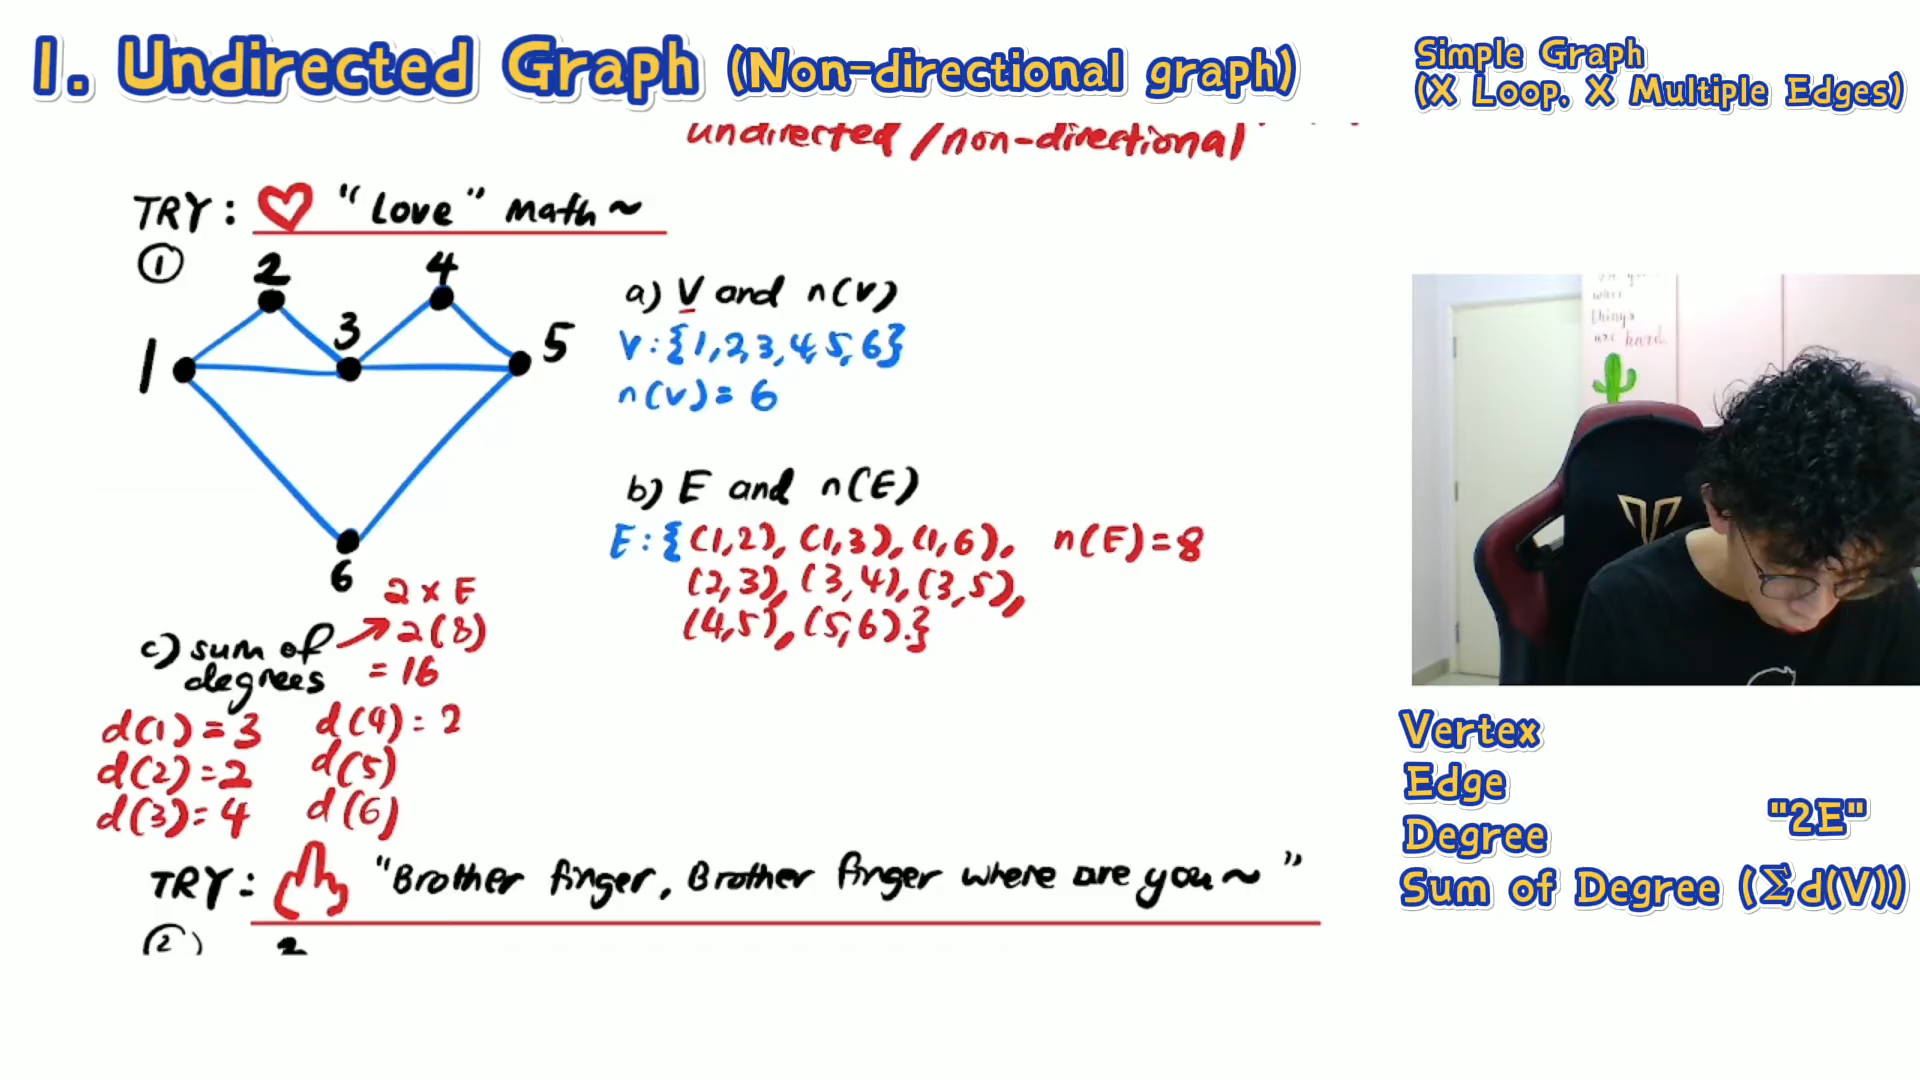 1. Undirected Graph (Non-directional graph)
Simple Graph
(X Loop, X Multiple Edges)
undirected/non-directional
TRY: "Love" math~
①
2
4
3
1
5
6
a) V and n(V)
V:{1,2,3,4,5,6}
n(V)=6
b) E and n(E)
E:{(1,2), (1,3), (1,6), n(E)=8
(2,3), (3,4), (3,5),
(4,5), (5,6).}
c) sum of
degrees
2 x E
2(8)
= 16
d(1)=3 d(4)=2
d(2)=2 d(5)
d(3)=4 d(6)
TRY: "Brother finger, Brother finger where are you~"
②
2
are hard.
Vertex
Edge
Degree "2E"
Sum of Degree (Σd(V))